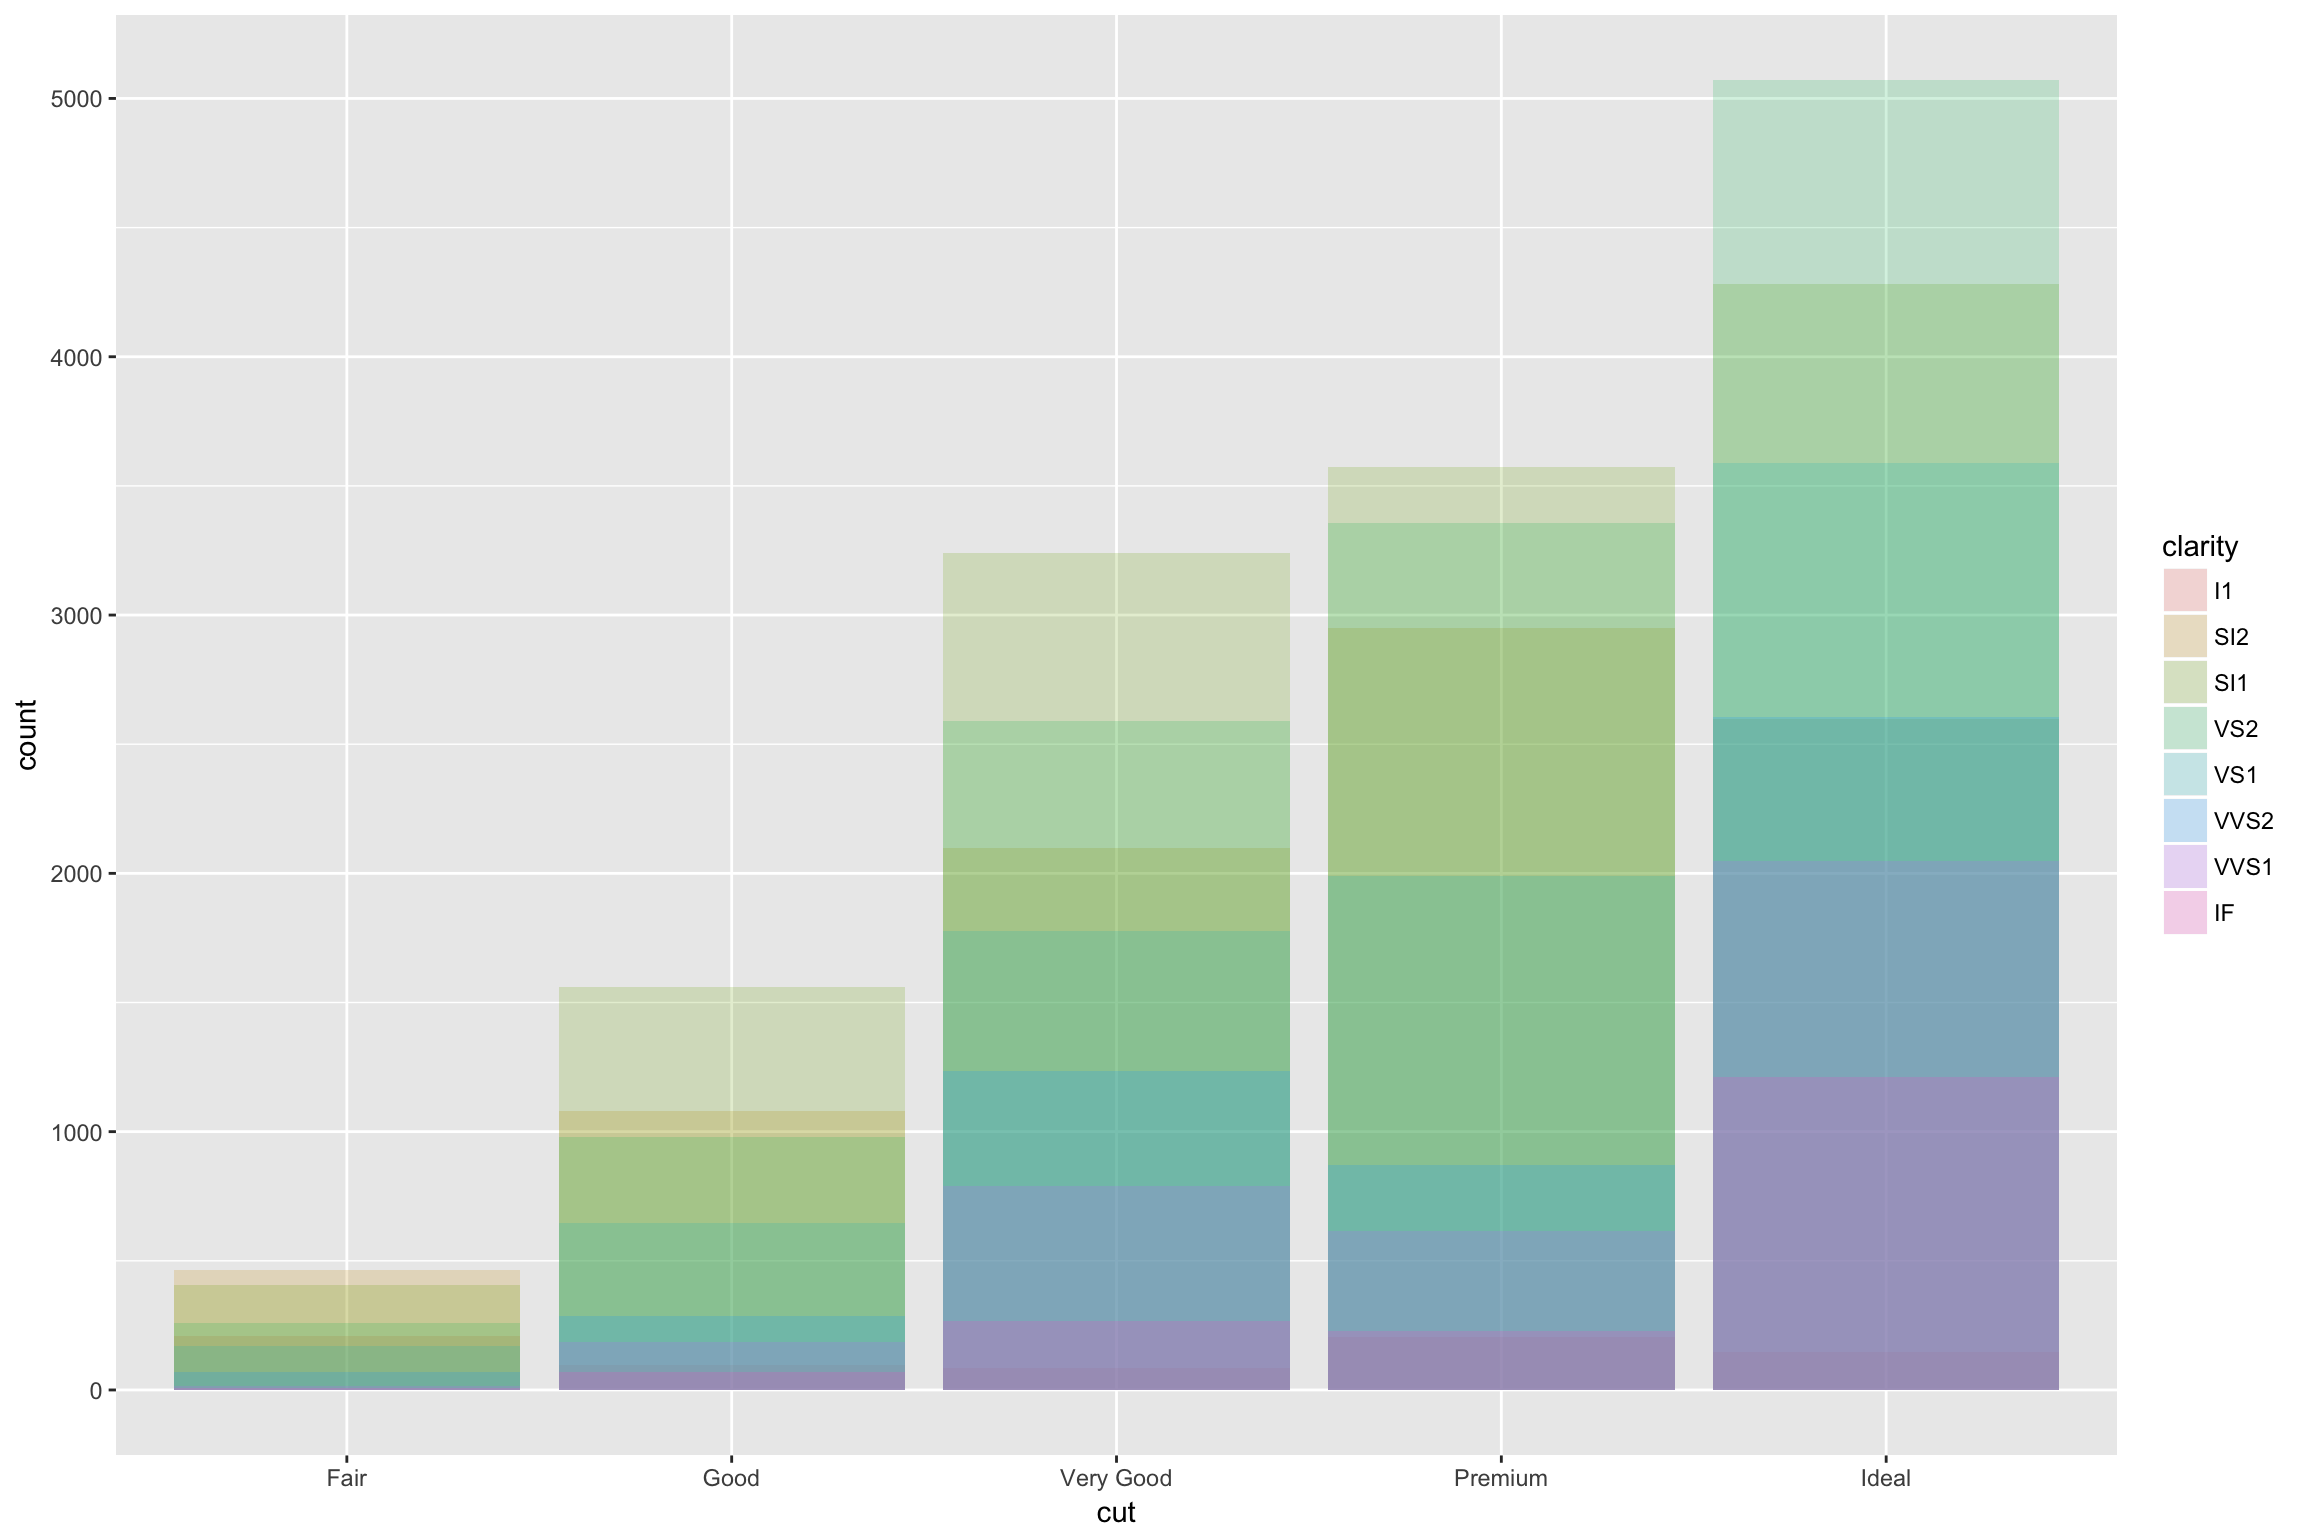 5000
4000
3000
2000
1000
0
count
Fair Good Very Good Premium Ideal
cut
clarity
I1
SI2
SI1
VS2
VS1
VVS2
VVS1
IF